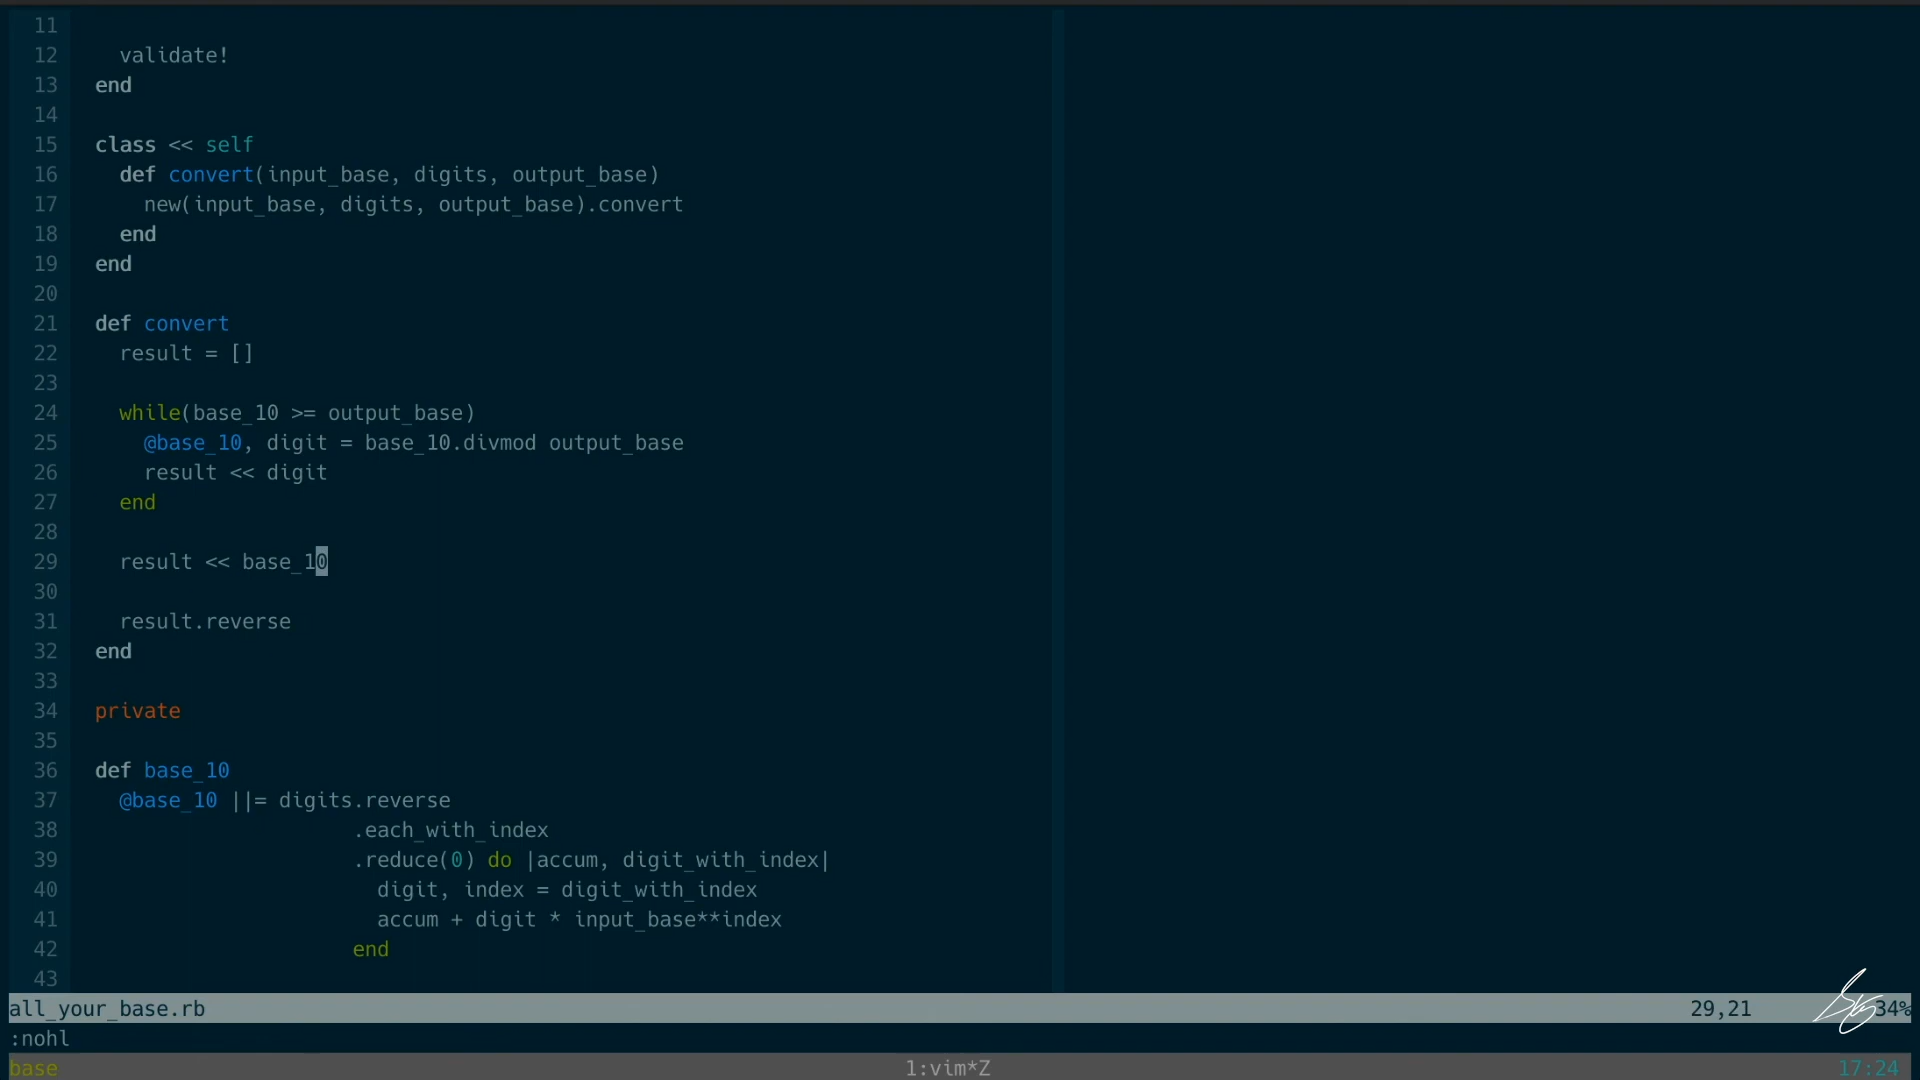 11
12     validate!
13   end
14
15   class << self
16     def convert(input_base, digits, output_base)
17       new(input_base, digits, output_base).convert
18     end
19   end
20
21   def convert
22     result = []
23
24     while(base_10 >= output_base)
25       @base_10, digit = base_10.divmod output_base
26       result << digit
27     end
28
29     result << base_10
30
31     result.reverse
32   end
33
34   private
35
36   def base_10
37     @base_10 ||= digits.reverse
38                        .each_with_index
39                        .reduce(0) do |accum, digit_with_index|
40                          digit, index = digit_with_index
41                          accum + digit * input_base**index
42                        end
43
all_your_base.rb 29,21 34%
:nohl
base 1:vim*Z 17:24